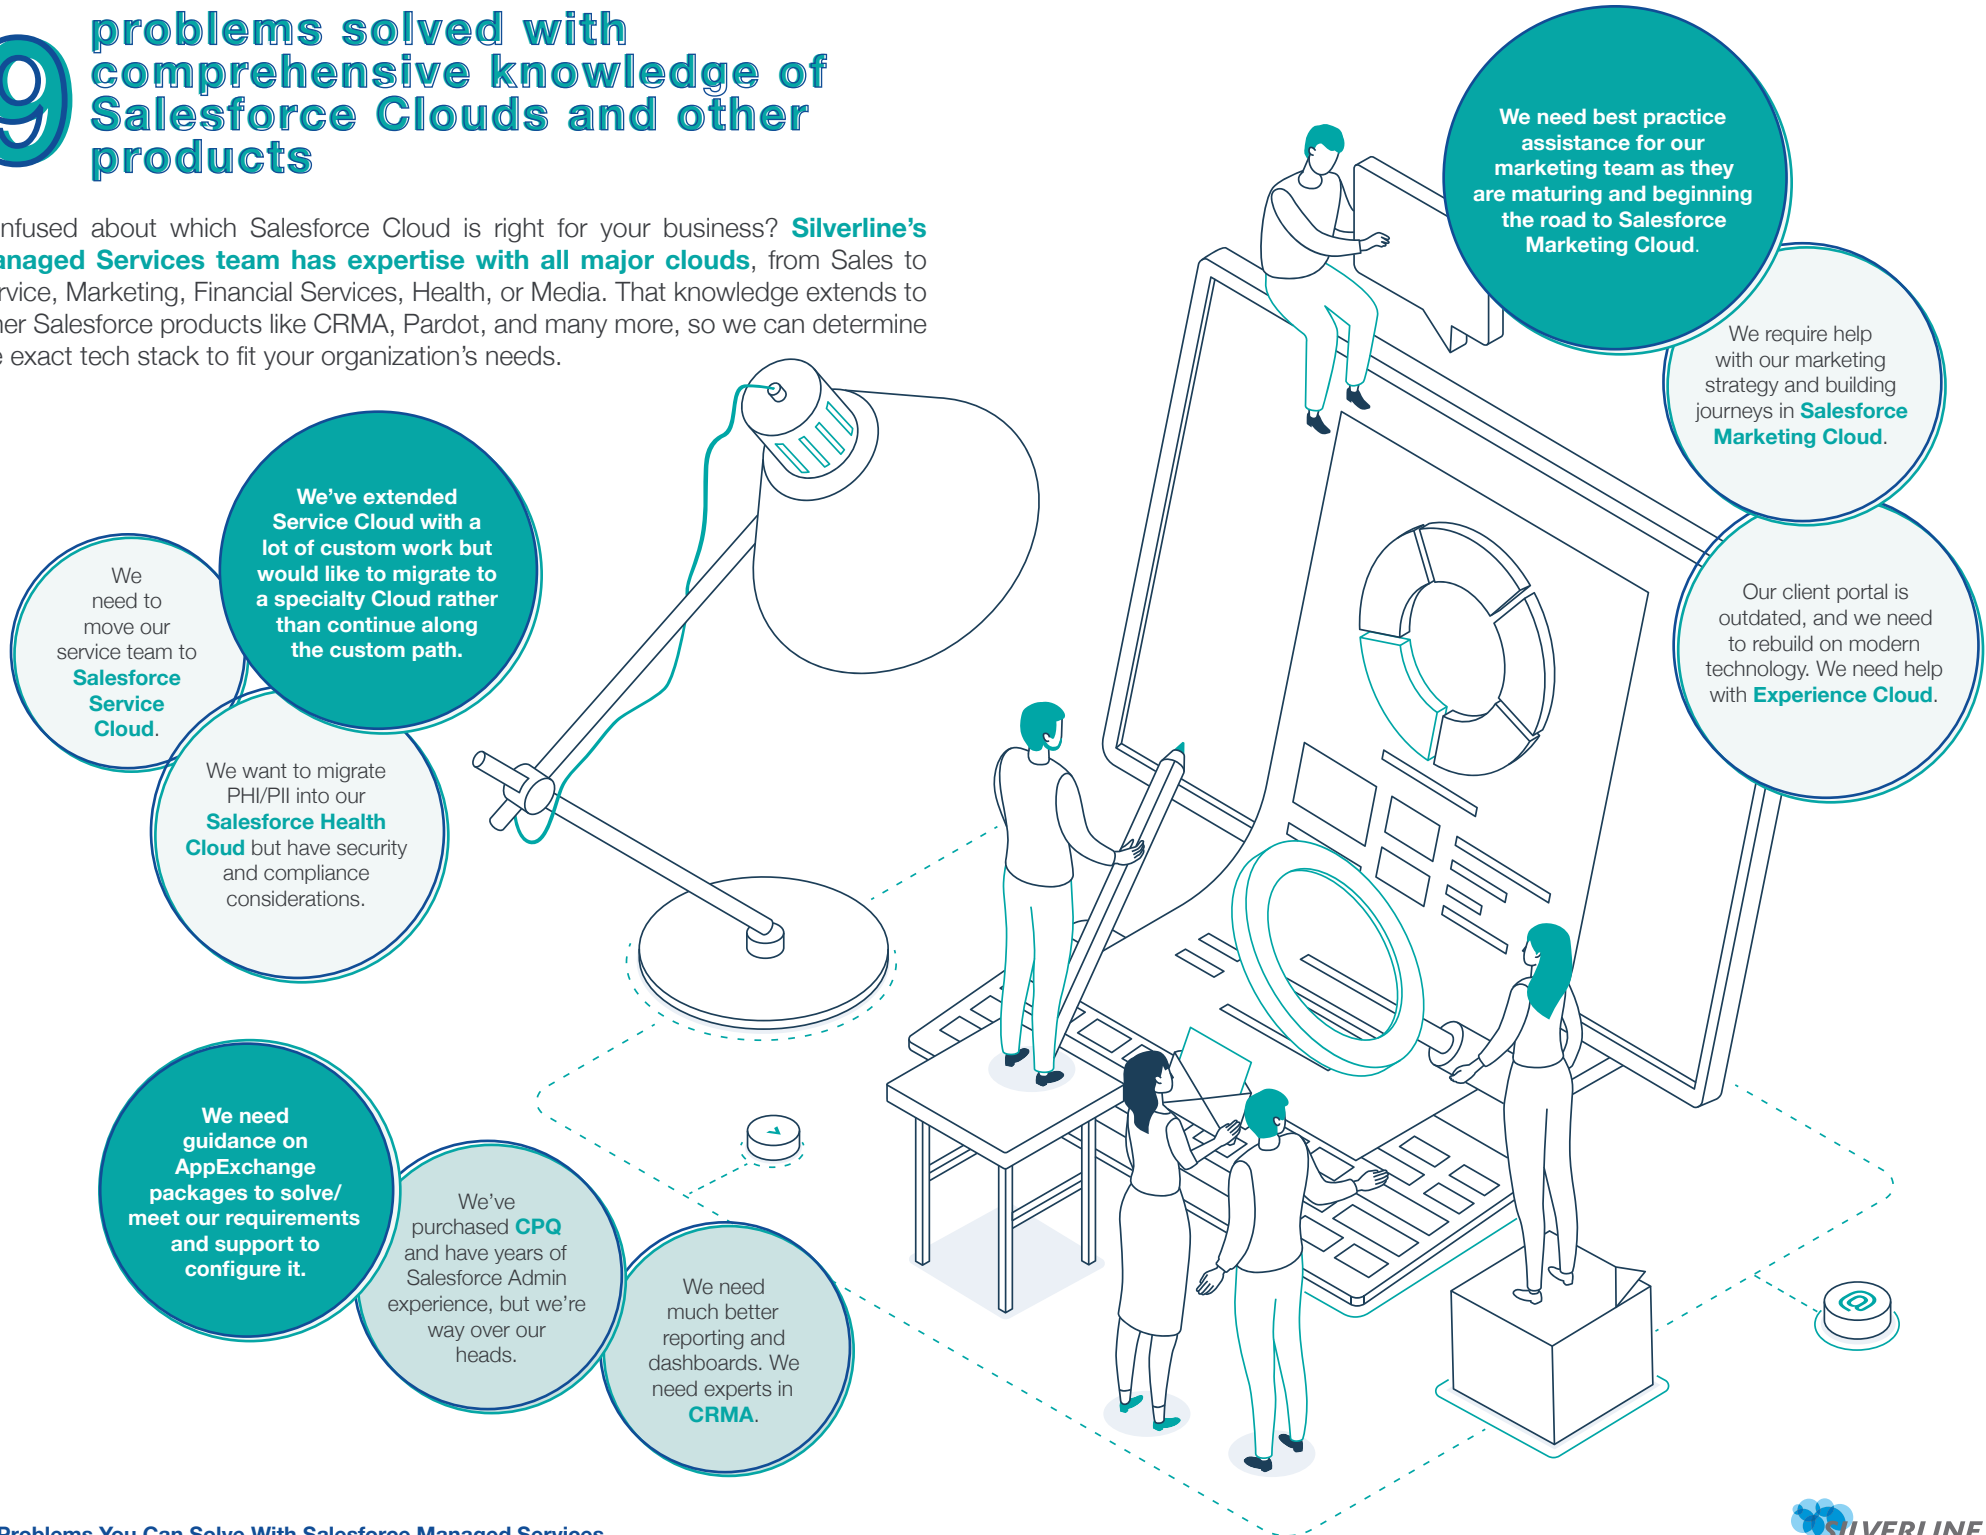 9
problems solved with
comprehensive knowledge of
Salesforce Clouds and other
products
nfused about which Salesforce Cloud is right for your business? Silverline's
anaged Services team has expertise with all major clouds, from Sales to
rvice, Marketing, Financial Services, Health, or Media. That knowledge extends to
her Salesforce products like CRMA, Pardot, and many more, so we can determine
e exact tech stack to fit your organization's needs.
We need best practice
assistance for our
marketing team as they
are maturing and beginning
the road to Salesforce
Marketing Cloud.
We require help
with our marketing
strategy and building
journeys in Salesforce
Marketing Cloud.
Our client portal is
outdated, and we need
to rebuild on modern
technology. We need help
with Experience Cloud.
We've extended
Service Cloud with a
lot of custom work but
would like to migrate to
a specialty Cloud rather
than continue along
the custom path.
We
need to
move our
service team to
Salesforce
Service
Cloud.
We want to migrate
PHI/PII into our
Salesforce Health
Cloud but have security
and compliance
considerations.
We need
guidance on
AppExchange
packages to solve/
meet our requirements
and support to
configure it.
We've
purchased CPQ
and have years of
Salesforce Admin
experience, but we're
way over our
heads.
We need
much better
reporting and
dashboards. We
need experts in
CRMA.
@
Problems You Can Solve With Salesforce Managed Services
SILVERLINE